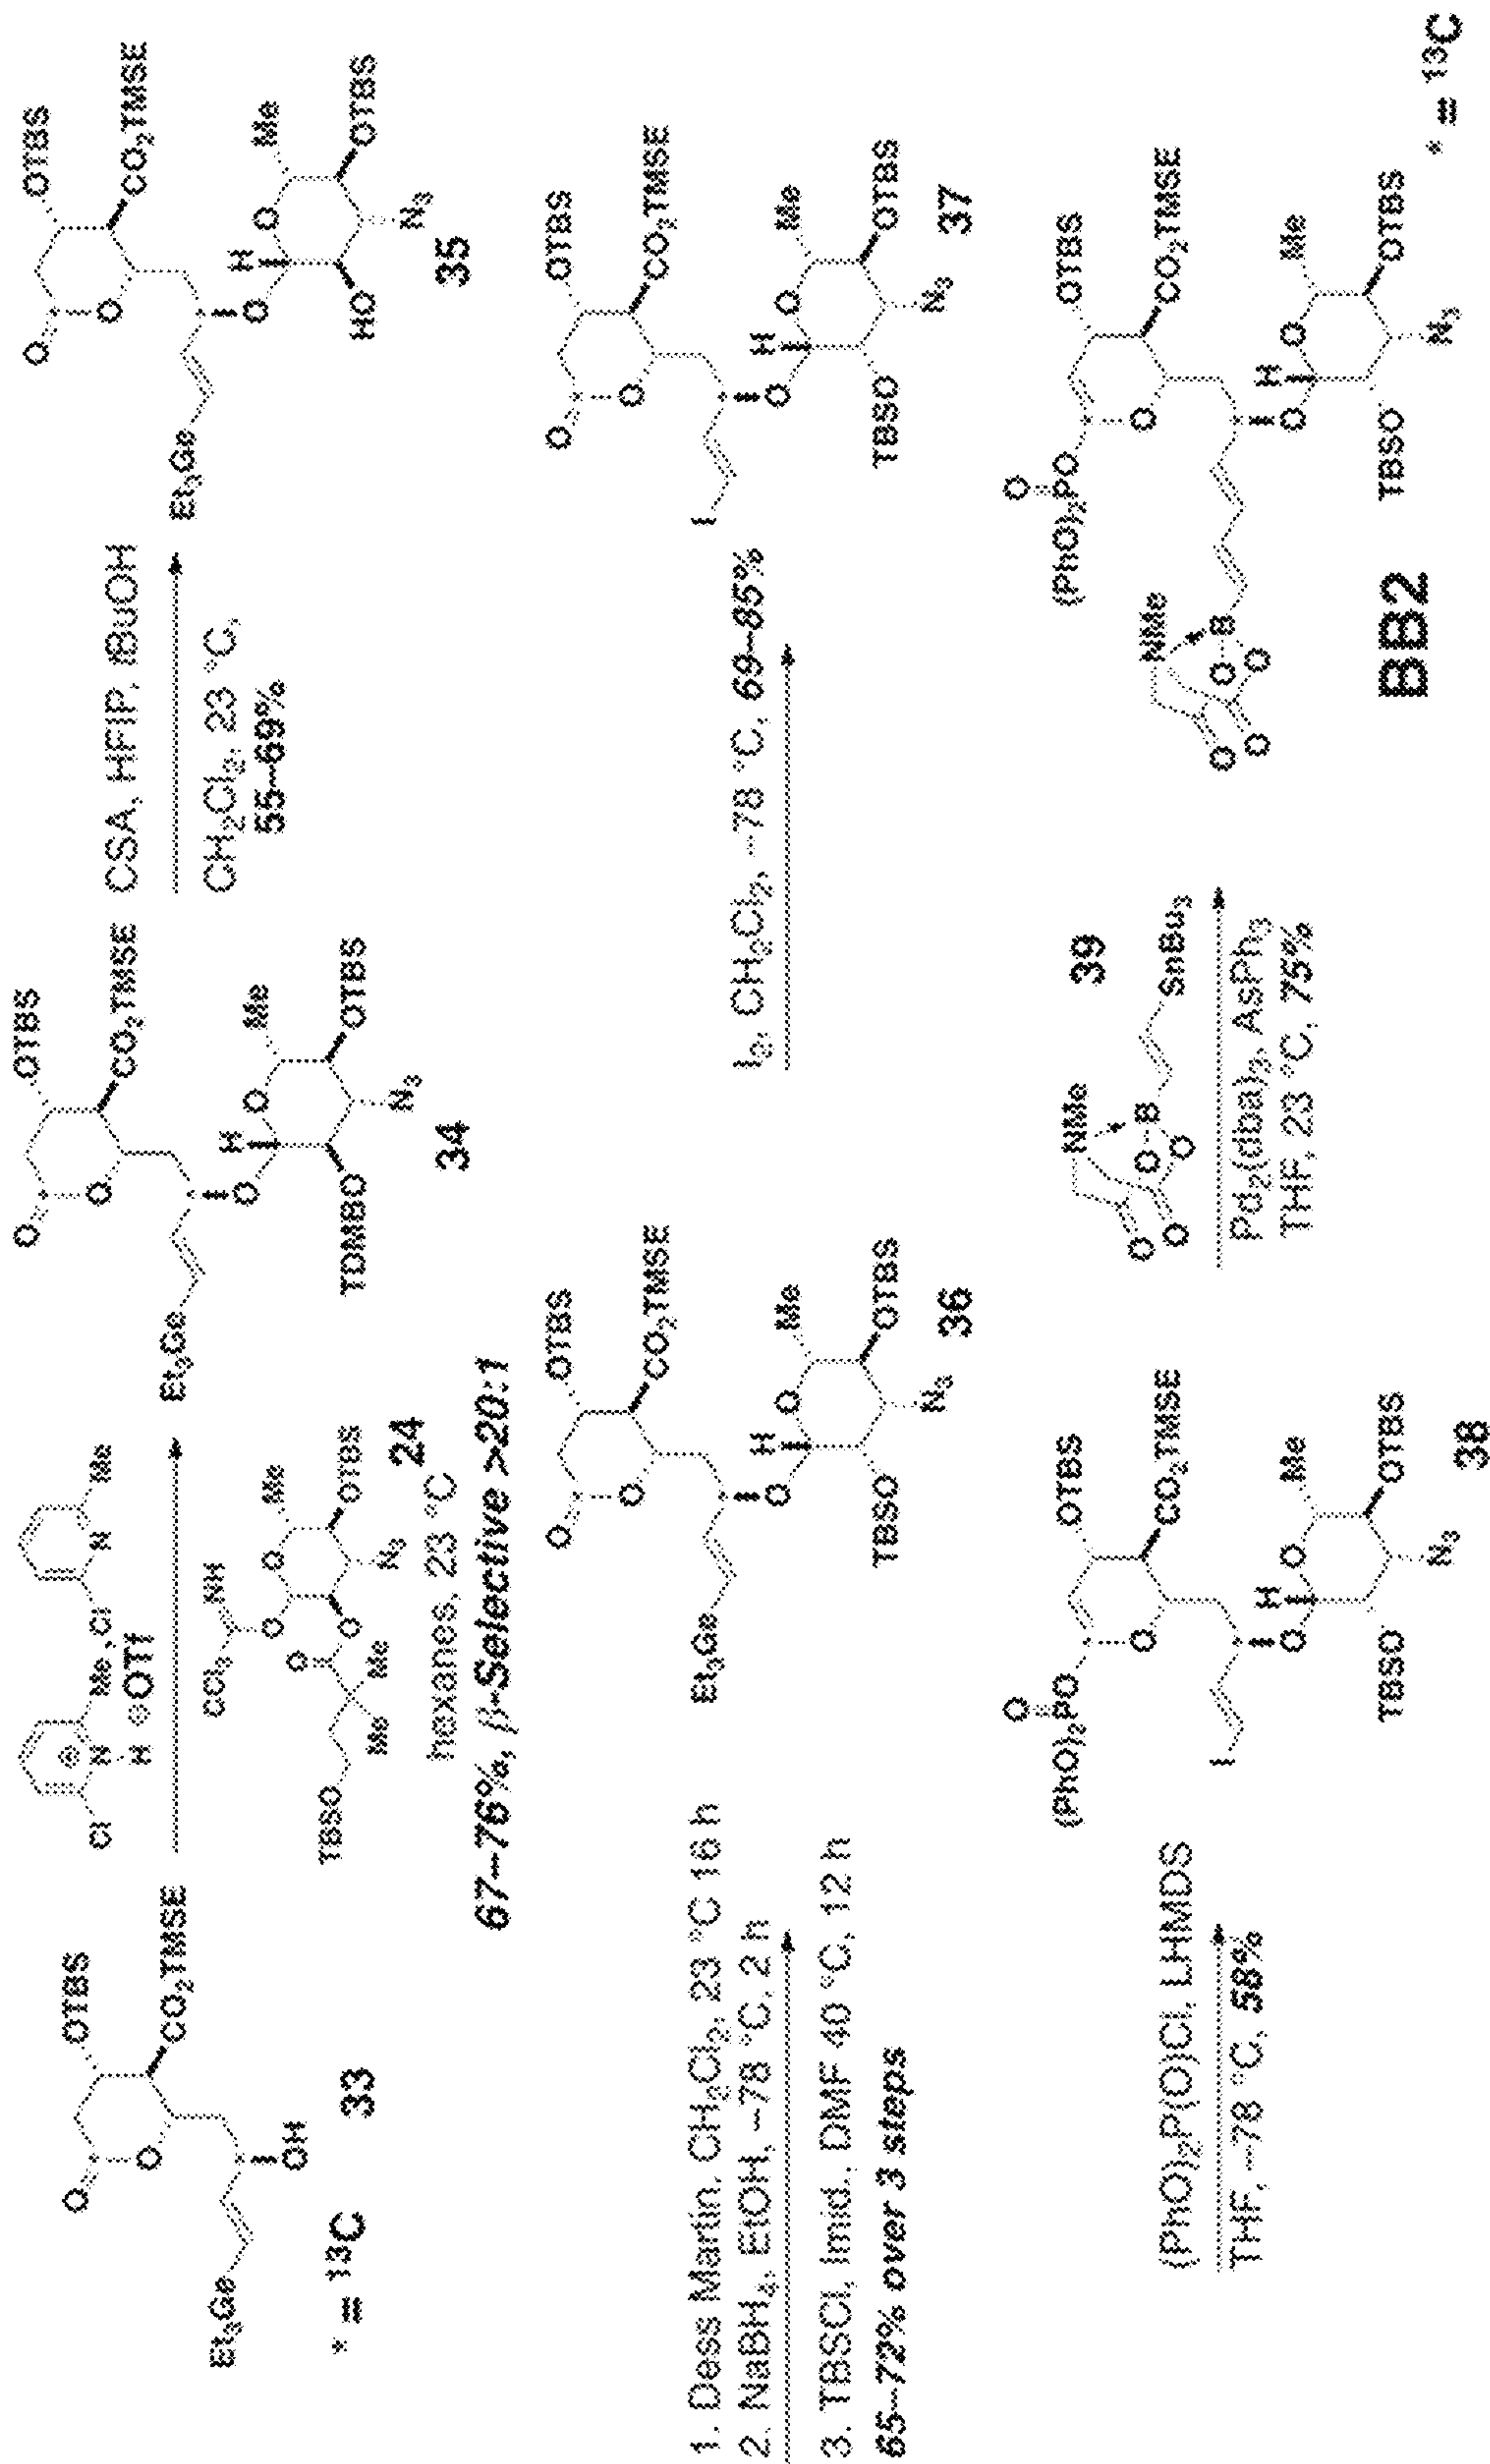 OTBS
CO₂TMSE
O
O
OH
Et₃Ge
* = ¹³C
33
Cl
N
H
Me
Cl
N
Me
⊕
⊖OTf
CCl₃
NH
O
O
Me
OTBS
N₃
O
O
Me
Me
TBSO
24
hexanes, 23 °C
67–76%, β-Selective >20:1
OTBS
CO₂TMSE
O
O
Et₃Ge
O
H
O
Me
OTBS
N₃
TDMBO
34
CSA, HFIP, tBuOH
CH₂Cl₂, 23 °C,
55–69%
OTBS
CO₂TMSE
O
O
Et₃Ge
O
H
O
Me
OTBS
N₃
HO
35
1. Dess Martin, CH₂Cl₂, 23 °C 16 h
2. NaBH₄, EtOH, –78 °C, 2 h
3. TBSCl, Imid., DMF 40 °C, 12 h
65–72% over 3 steps
OTBS
CO₂TMSE
O
O
Et₃Ge
O
H
O
Me
OTBS
N₃
TBSO
36
I₂, CH₂Cl₂, –78 °C, 69–85%
OTBS
CO₂TMSE
O
O
I
O
H
O
Me
OTBS
N₃
TBSO
37
(PhO)₂P(O)Cl, LHMDS
THF, –78 °C, 58%
O
(PhO)₂PO
OTBS
CO₂TMSE
O
I
O
H
O
Me
OTBS
N₃
TBSO
38
NMe
B
O
O
O
O
SnBu₃
39
Pd₂(dba)₃, AsPh₃
THF, 23 °C, 75%
O
(PhO)₂PO
OTBS
CO₂TMSE
O
NMe
B
O
O
O
O
O
H
O
Me
OTBS
N₃
TBSO
BB2
* = ¹³C